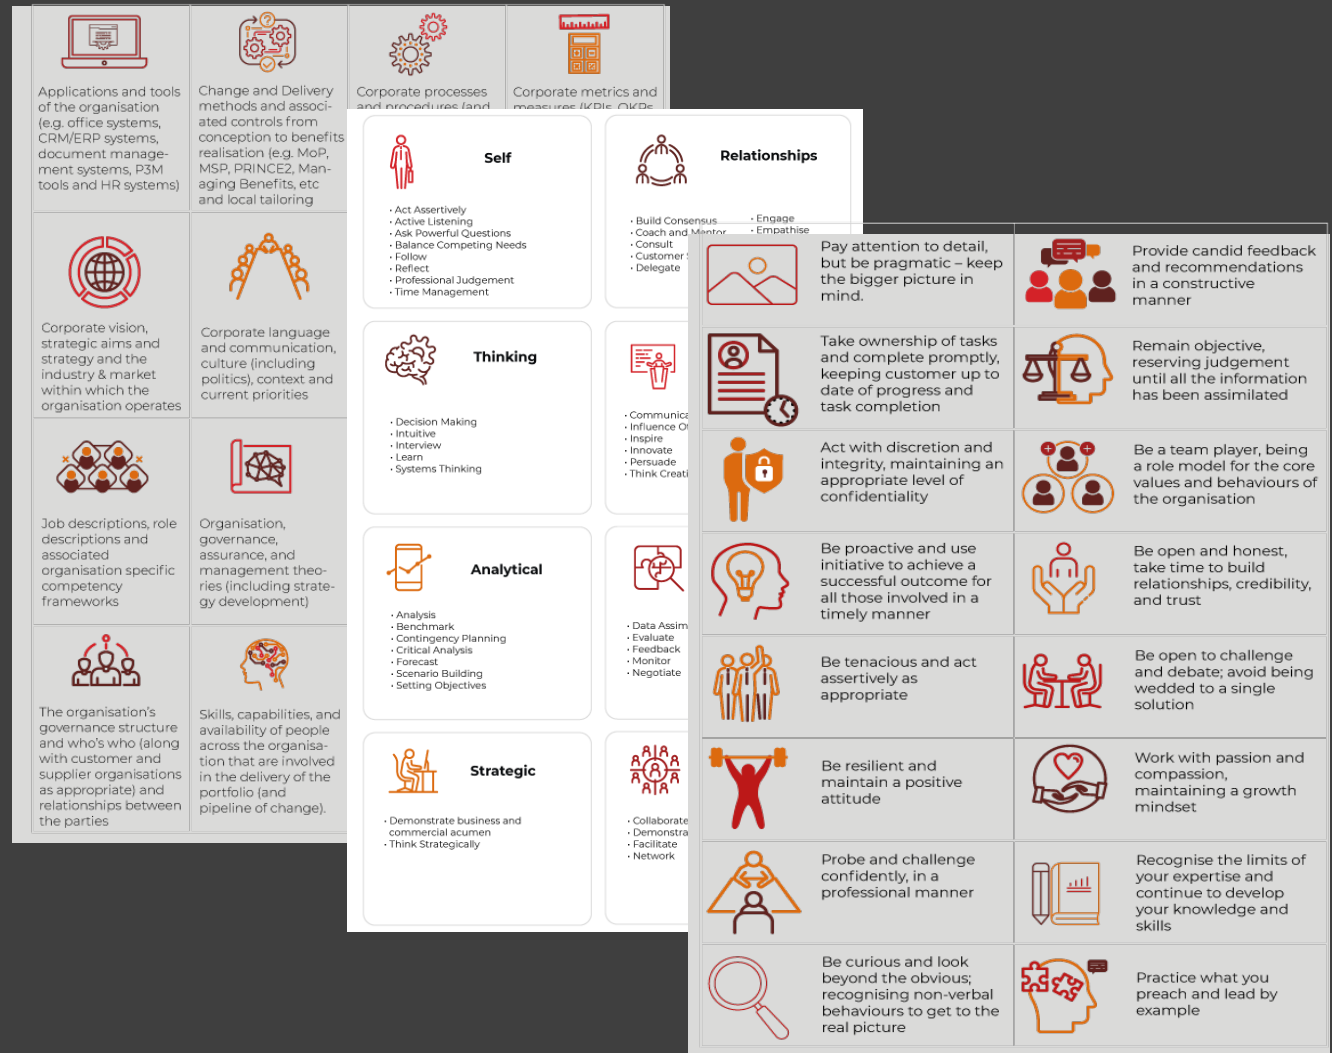 Applications and tools
of the organisation
(e.g. office systems,
CRM/ERP systems,
document manage-
ment systems, P3M
tools and HR systems)
Change and Delivery
methods and associ-
ated controls from
conception to benefits
realisation (e.g. MoP,
MSP, PRINCE2, Man-
aging Benefits, etc
and local tailoring
Corporate processes
and procedures (and
Corporate metrics and
measures (KPIs, OKRs,
Corporate vision,
strategic aims and
strategy and the
industry & market
within which the
organisation operates
Corporate language
and communication,
culture (including
politics), context and
current priorities
Job descriptions, role
descriptions and
associated
organisation specific
competency
frameworks
Organisation,
governance,
assurance, and
management theo-
ries (including strate-
gy development)
The organisation's
governance structure
and who's who (along
with customer and
supplier organisations
as appropriate) and
relationships between
the parties
Skills, capabilities, and
availability of people
across the organisa-
tion that are involved
in the delivery of the
portfolio (and
pipeline of change).
Self
• Act Assertively
• Active Listening
• Ask Powerful Questions
• Balance Competing Needs
• Follow
• Reflect
• Professional Judgement
• Time Management
Relationships
• Build Consensus
• Coach and Mentor
• Consult
• Customer
• Delegate
• Engage
• Empathise
Thinking
• Decision Making
• Intuitive
• Interview
• Learn
• Systems Thinking
• Communica
• Influence Ot
• Inspire
• Innovate
• Persuade
• Think Creati
Analytical
• Analysis
• Benchmark
• Contingency Planning
• Critical Analysis
• Forecast
• Scenario Building
• Setting Objectives
• Data Assim
• Evaluate
• Feedback
• Monitor
• Negotiate
Strategic
• Demonstrate business and
commercial acumen
• Think Strategically
• Collaborate
• Demonstra
• Facilitate
• Network
Pay attention to detail,
but be pragmatic – keep
the bigger picture in
mind.
Provide candid feedback
and recommendations
in a constructive
manner
Take ownership of tasks
and complete promptly,
keeping customer up to
date of progress and
task completion
Remain objective,
reserving judgement
until all the information
has been assimilated
Act with discretion and
integrity, maintaining an
appropriate level of
confidentiality
Be a team player, being
a role model for the core
values and behaviours of
the organisation
Be proactive and use
initiative to achieve a
successful outcome for
all those involved in a
timely manner
Be open and honest,
take time to build
relationships, credibility,
and trust
Be tenacious and act
assertively as
appropriate
Be open to challenge
and debate; avoid being
wedded to a single
solution
Be resilient and
maintain a positive
attitude
Work with passion and
compassion,
maintaining a growth
mindset
Probe and challenge
confidently, in a
professional manner
Recognise the limits of
your expertise and
continue to develop
your knowledge and
skills
Be curious and look
beyond the obvious;
recognising non-verbal
behaviours to get to the
real picture
Practice what you
preach and lead by
example